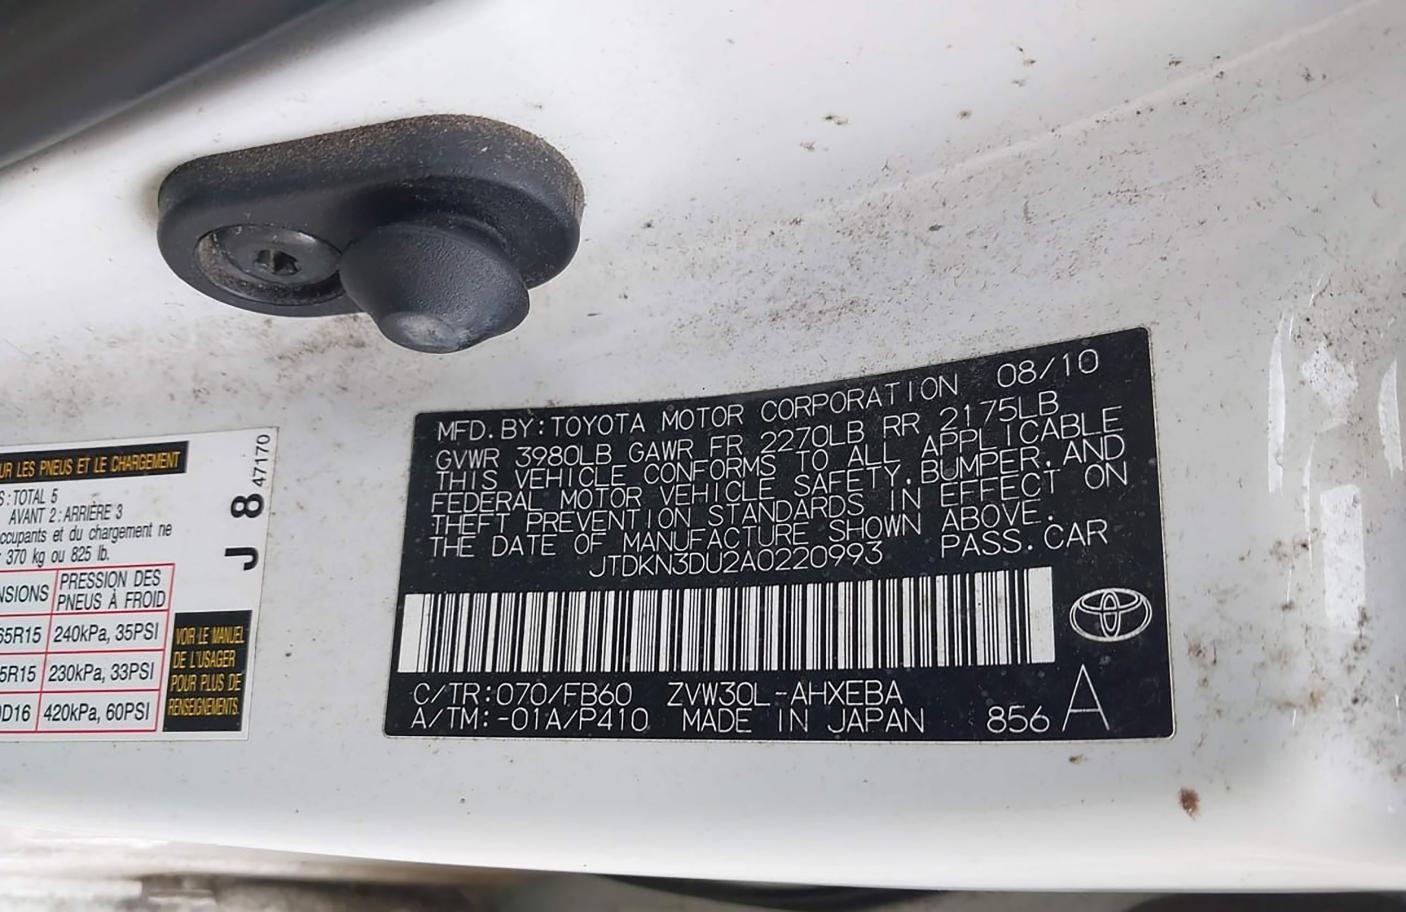 UR LES PNEUS ET LE CHARGEMENT
S : TOTAL 5
AVANT 2 : ARRIÈRE 3
ccupants et du chargement ne
370 kg ou 825 lb.
NSIONS PRESSION DES PNEUS À FROID
65R15 240kPa, 35PSI
5R15 230kPa, 33PSI
0D16 420kPa, 60PSI
VOIR LE MANUEL
DE L'USAGER
POUR PLUS DE
RENSEIGNEMENTS.
J 8 47170
MFD. BY: TOYOTA MOTOR CORPORATION 08/10
GVWR 3980LB GAWR FR 2270LB RR 2175LB
THIS VEHICLE CONFORMS TO ALL APPLICABLE
FEDERAL MOTOR VEHICLE SAFETY, BUMPER, AND
THEFT PREVENTION STANDARDS IN EFFECT ON
THE DATE OF MANUFACTURE SHOWN ABOVE.
JTDKN3DU2A0220993 PASS. CAR
C/TR: 070/FB60 ZVW30L-AHXEBA
A/TM: -01A/P410 MADE IN JAPAN 856 A